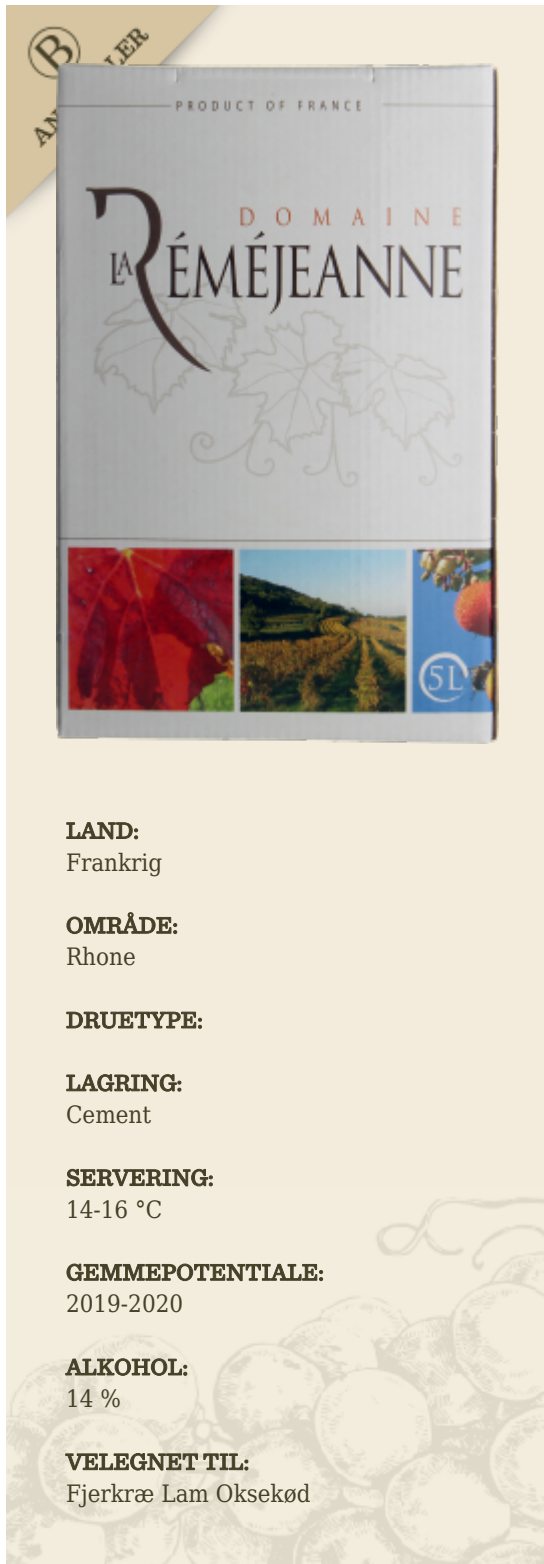 B
PRODUCT OF FRANCE
DOMAINE
LA RÉMÉJEANNE
5L
LAND:
Frankrig
OMRÅDE:
Rhone
DRUETYPE:
LAGRING:
Cement
SERVERING:
14-16 °C
GEMMEPOTENTIALE:
2019-2020
ALKOHOL:
14 %
VELEGNET TIL:
Fjerkræ Lam Oksekød